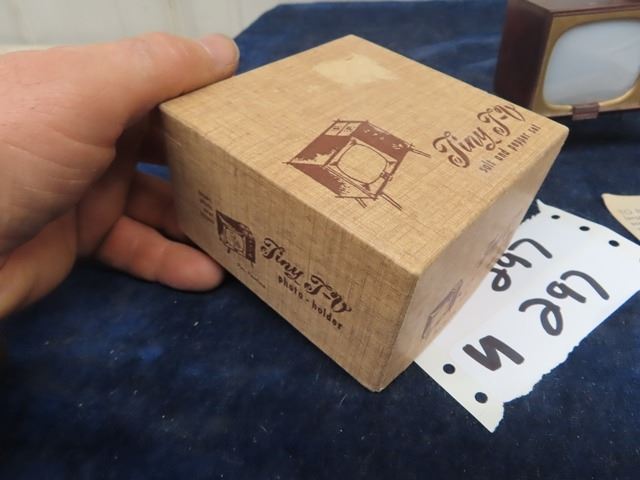 Tiny T-V
salt and pepper set
Tiny T-V
photo-holder
297
N 297